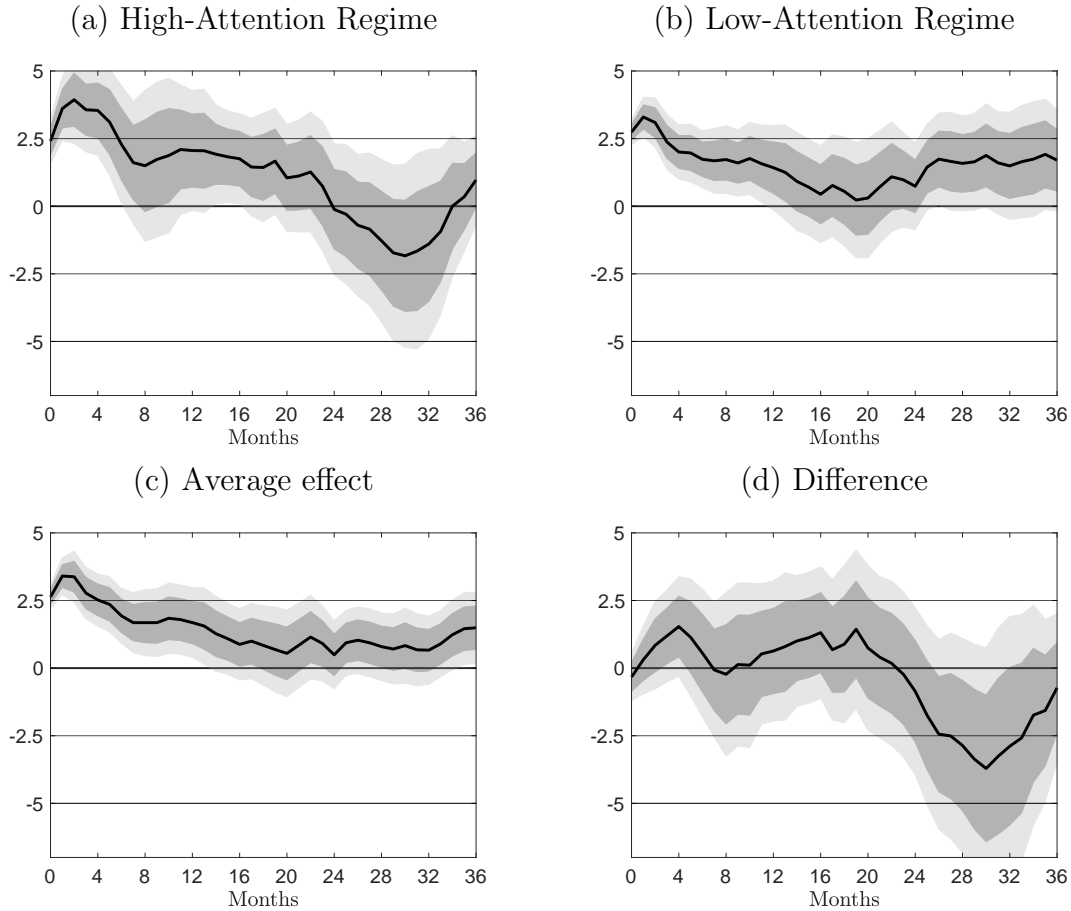 (a) High-Attention Regime
(b) Low-Attention Regime
5
2.5
0
-2.5
-5
0 4 8 12 16 20 24 28 32 36
Months
5
2.5
0
-2.5
-5
0 4 8 12 16 20 24 28 32 36
Months
(c) Average effect
(d) Difference
5
2.5
0
-2.5
-5
0 4 8 12 16 20 24 28 32 36
Months
5
2.5
0
-2.5
-5
0 4 8 12 16 20 24 28 32 36
Months